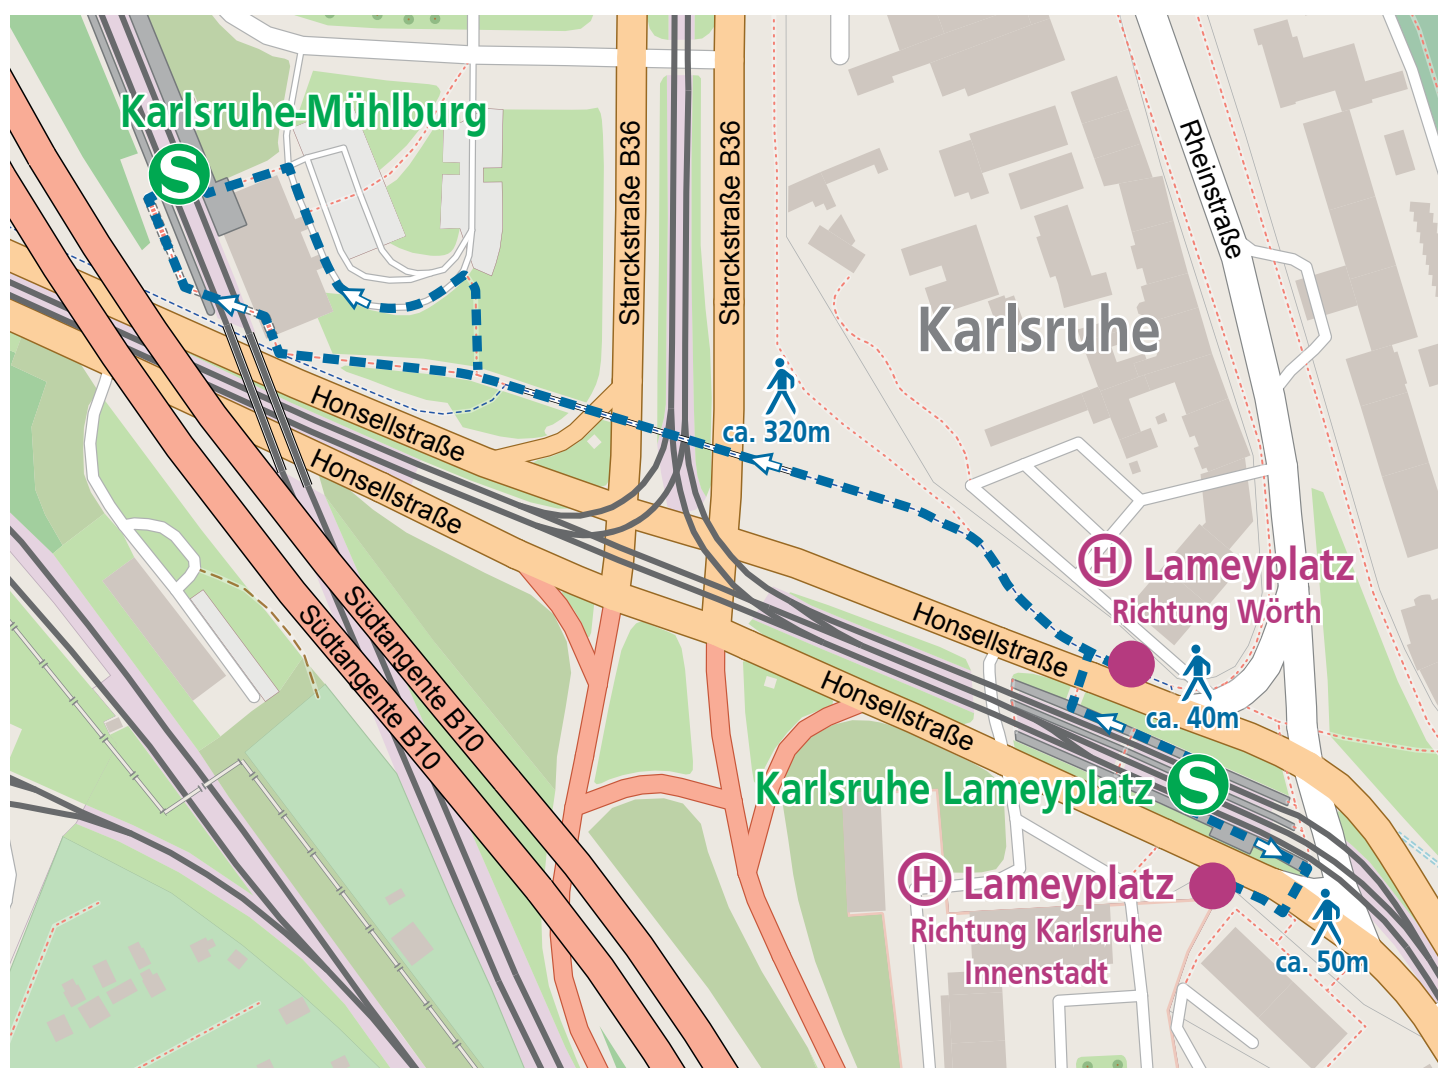 Karlsruhe-Mühlburg
S
Starckstraße B36
Starckstraße B36
Rheinstraße
Karlsruhe
ca. 320m
Honsellstraße
Honsellstraße
H Lameyplatz
Richtung Wörth
Honsellstraße
Honsellstraße
ca. 40m
Südtangente B10
Südtangente B10
Karlsruhe Lameyplatz S
H Lameyplatz
Richtung Karlsruhe
Innenstadt
ca. 50m